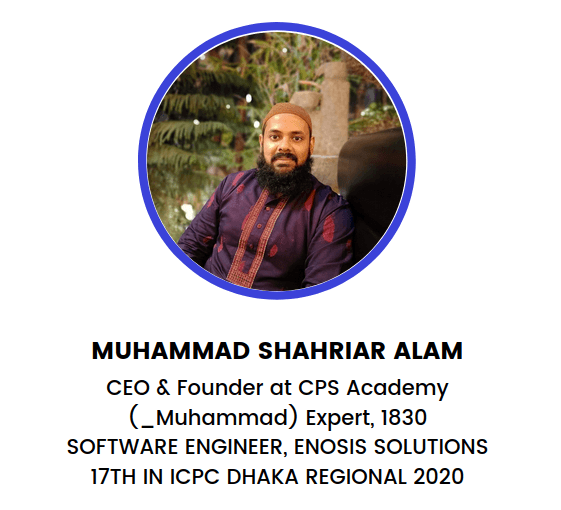 MUHAMMAD SHAHRIAR ALAM
CEO & Founder at CPS Academy
(_Muhammad) Expert, 1830
SOFTWARE ENGINEER, ENOSIS SOLUTIONS
17TH IN ICPC DHAKA REGIONAL 2020